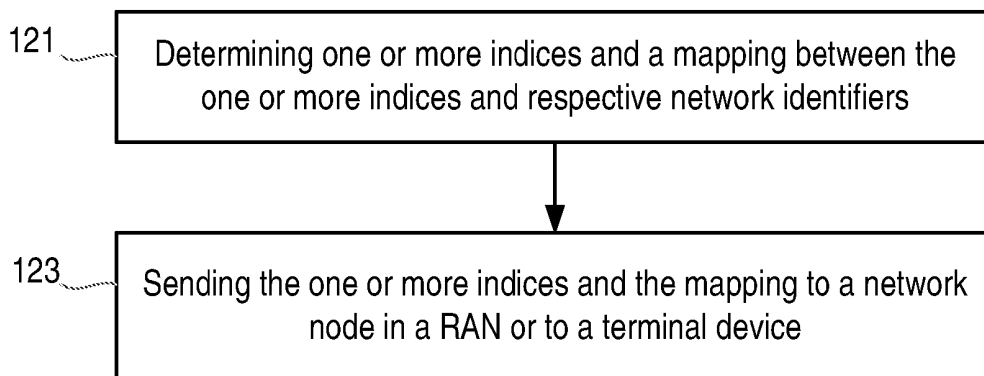 121
Determining one or more indices and a mapping between the
one or more indices and respective network identifiers
123
Sending the one or more indices and the mapping to a network
node in a RAN or to a terminal device